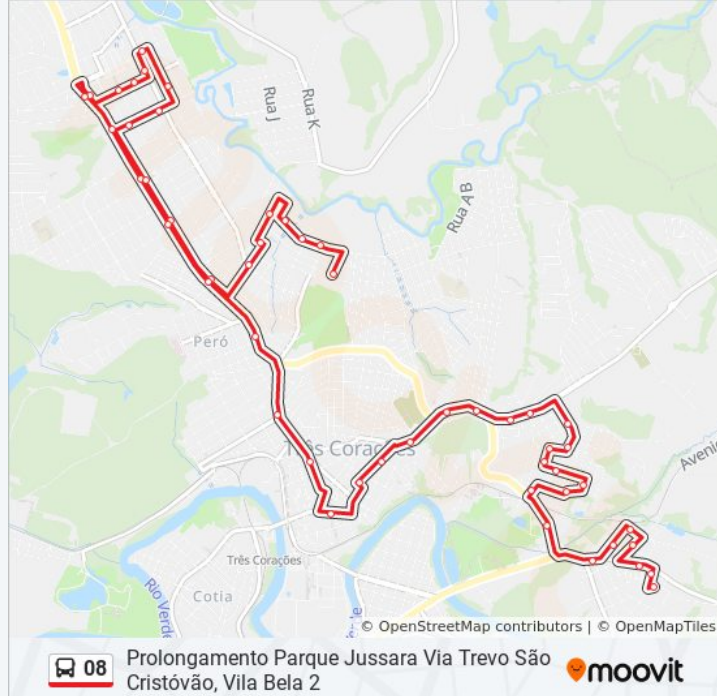 Rua J
Rua K
Rua A B
Peró
Três Corações
Avenid
Três Corações
Rio Verde
Cotia
© OpenStreetMap contributors | © OpenMapTiles
08
Prolongamento Parque Jussara Via Trevo São
Cristóvão, Vila Bela 2
moovit